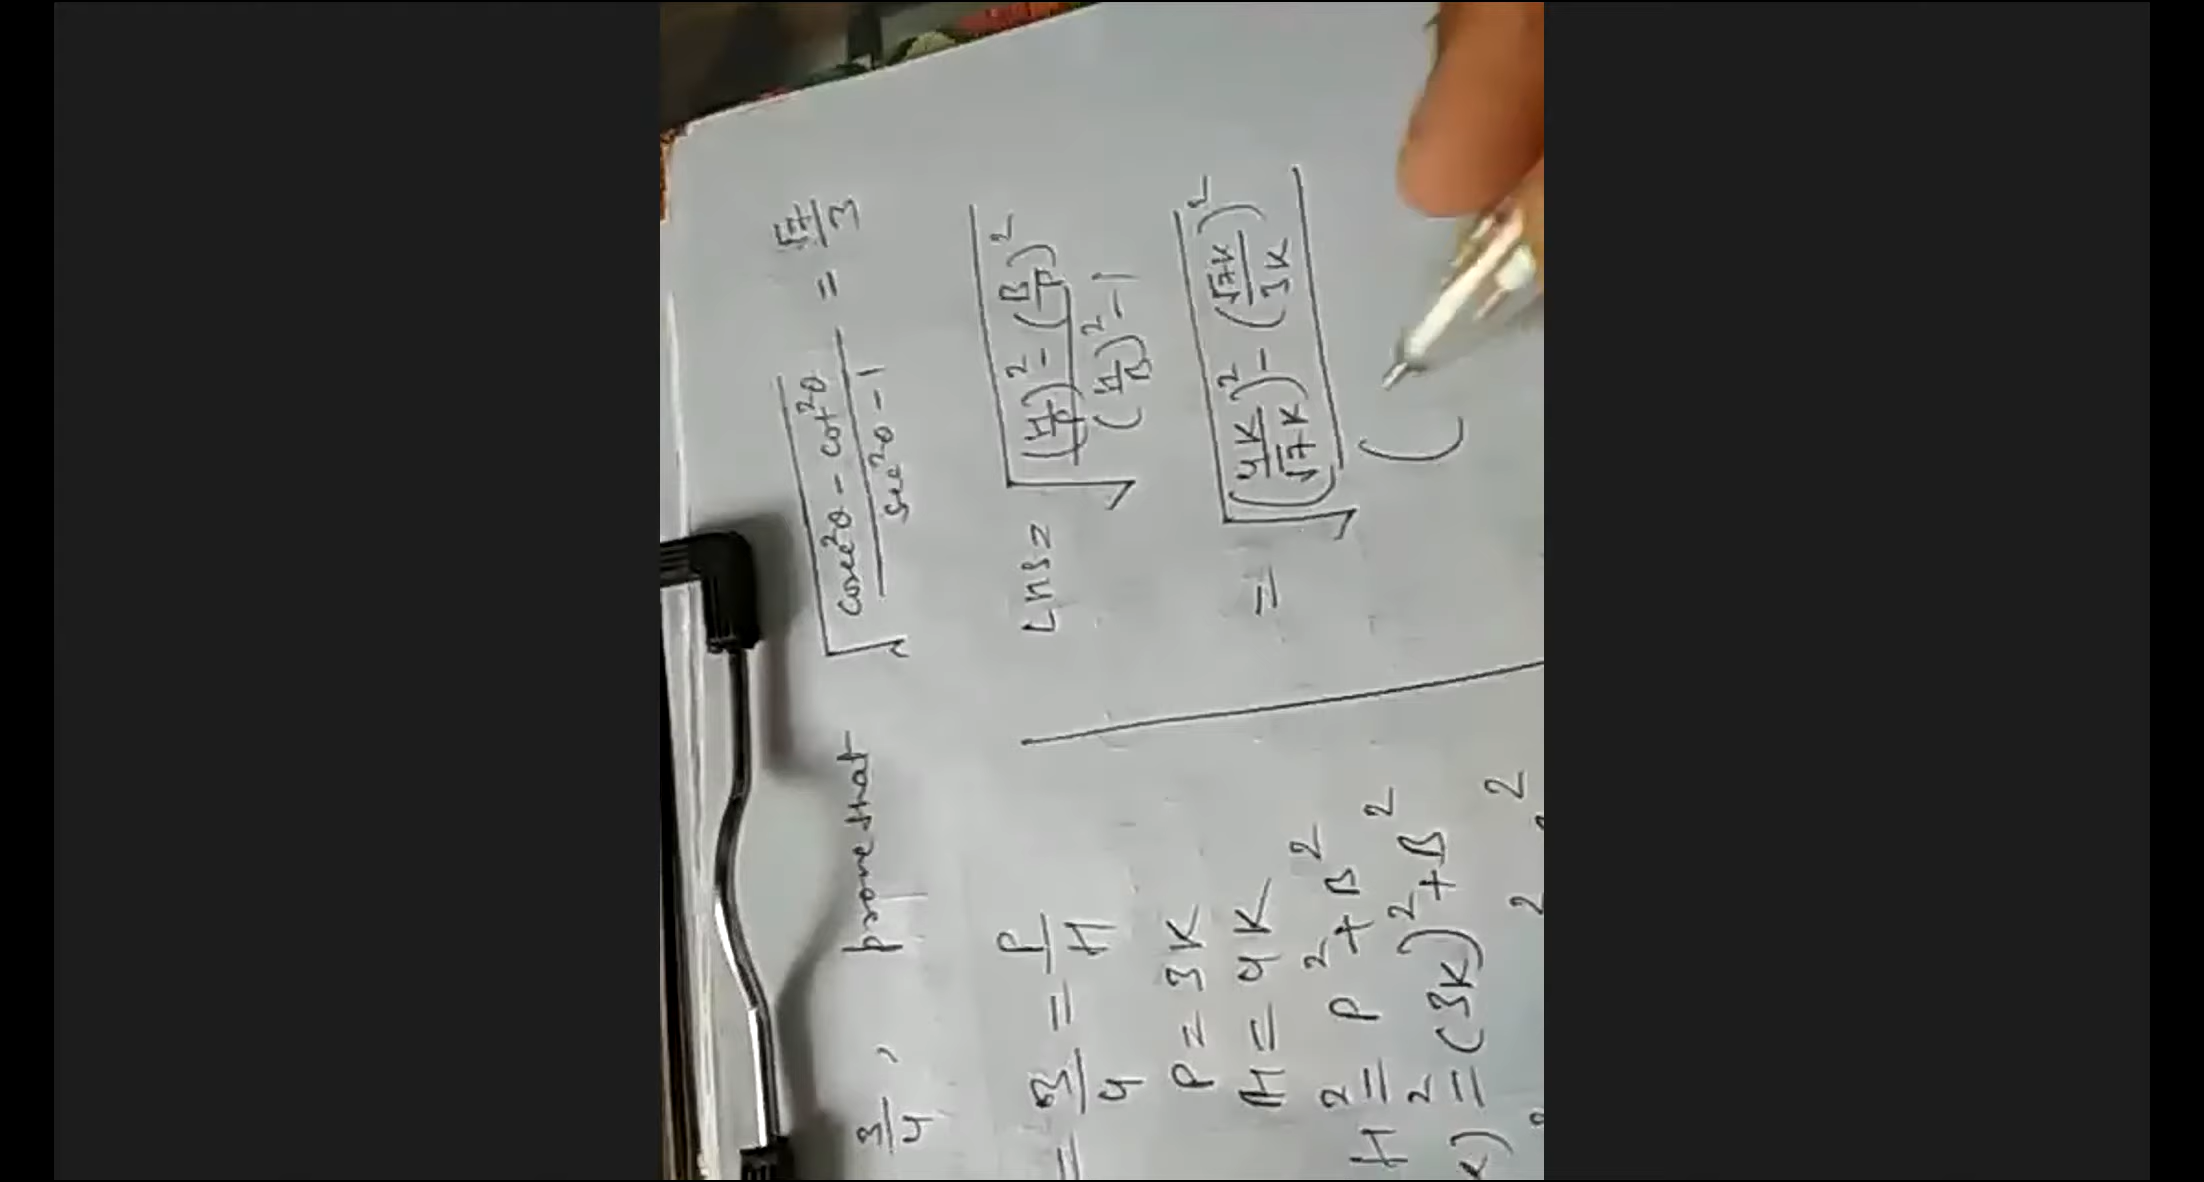 3/4, prove that √((cosec²θ - cot²θ)/(sec²θ - 1)) = √7/3
= 3/4 = P/H
P = 3K
H = 4K
H² = P² + B²
)² = (3K)² + B²
LHS = √(((H/P)² - (B/P)²)/((H/B)² - 1))
= √((4K/√7K)² - (√7K/3K)²)
(